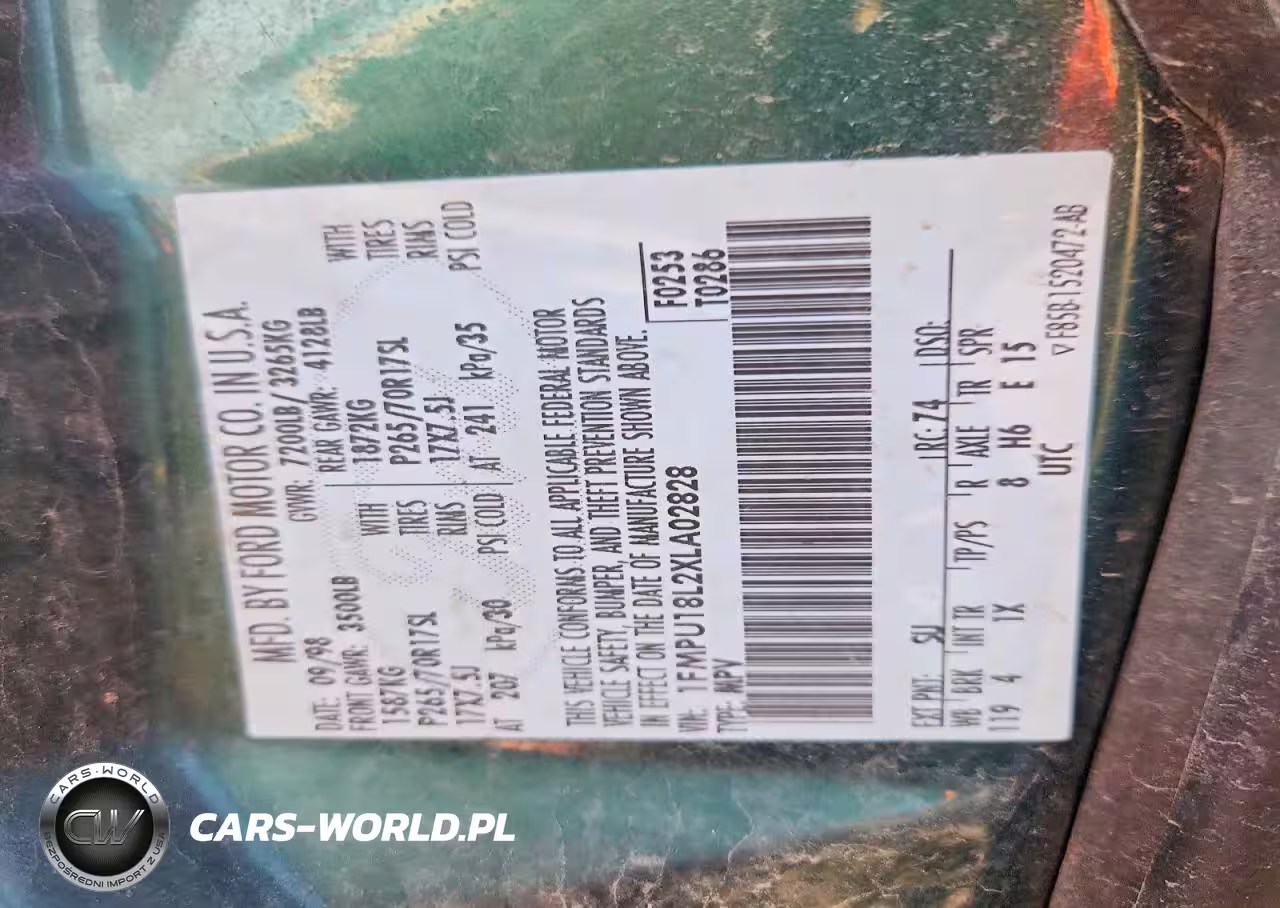 MFD. BY FORD MOTOR CO. IN U.S.A.
DATE: 09/98 GVWR: 7200LB/ 3265KG
FRONT GAWR: 3500LB REAR GAWR: 4128LB
1587KG WITH 1872KG WITH
P265/70R17SL TIRES P265/70R17SL TIRES
17X7.5J RIMS 17X7.5J RIMS
AT 207 kPa/30 PSI COLD AT 241 kPa/35 PSI COLD
THIS VEHICLE CONFORMS TO ALL APPLICABLE FEDERAL MOTOR
VEHICLE SAFETY, BUMPER, AND THEFT PREVENTION STANDARDS
IN EFFECT ON THE DATE OF MANUFACTURE SHOWN ABOVE.
VIN: 1FMPU18L2XLA02828 F0253
TYPE: MPV T0286
EXT PNT: SU RC: 74 DSO:
WB BRK INT TR TP/PS R AXLE TR SPR
119 4 1X 8 H6 E 15
UTC
▽ F85B-1520472-AB
CARS-WORLD
CW
BEZPOŚREDNI IMPORT Z USA
CARS-WORLD.PL